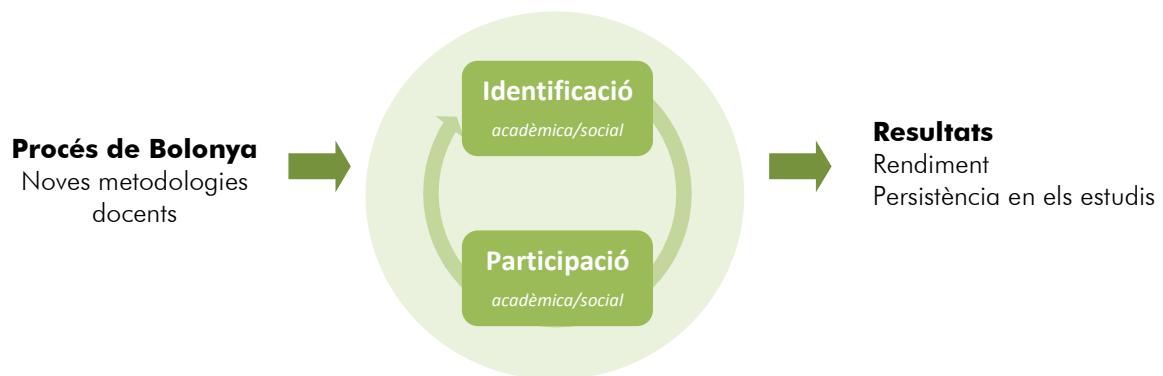 Procés de Bolonya
Noves metodologies
docents
Identificació
acadèmica/social
Participació
acadèmica/social
Resultats
Rendiment
Persistència en els estudis